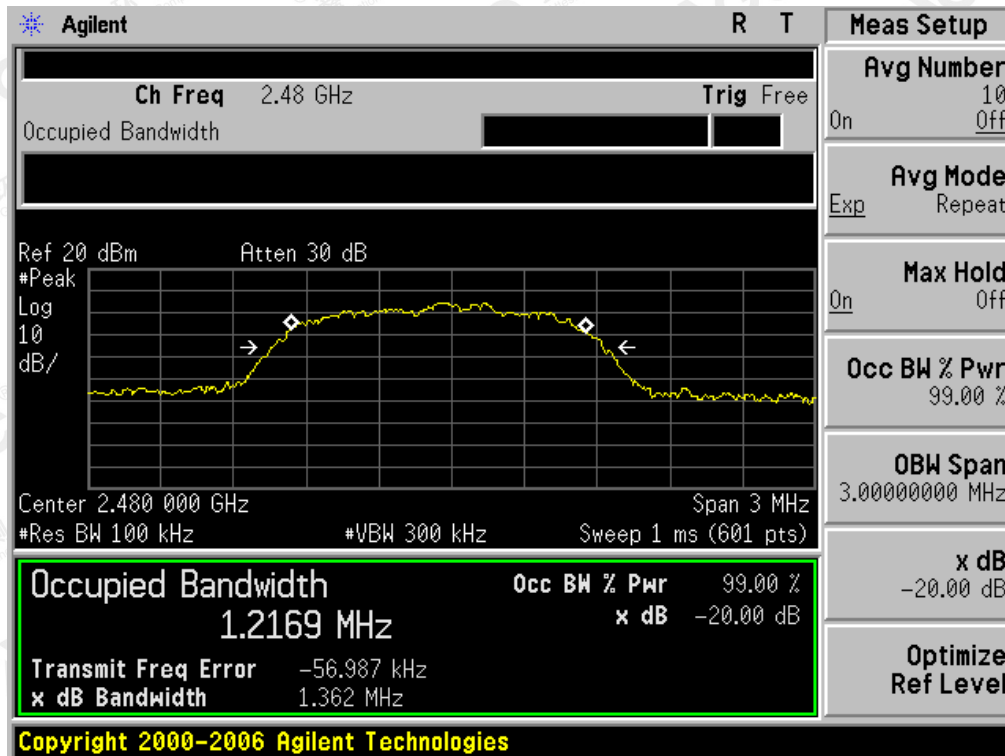 Agilent R T
Meas Setup
Ch Freq 2.48 GHz Trig Free
Occupied Bandwidth
Avg Number
10
On Off
Avg Mode
Exp Repeat
Max Hold
On Off
Occ BW % Pwr
99.00 %
OBW Span
3.00000000 MHz
x dB
-20.00 dB
Optimize
Ref Level
Ref 20 dBm Atten 30 dB
#Peak
Log
10
dB/
Center 2.480 000 GHz Span 3 MHz
#Res BW 100 kHz #VBW 300 kHz Sweep 1 ms (601 pts)
Occupied Bandwidth Occ BW % Pwr 99.00 %
1.2169 MHz x dB -20.00 dB
Transmit Freq Error -56.987 kHz
x dB Bandwidth 1.362 MHz
Copyright 2000-2006 Agilent Technologies